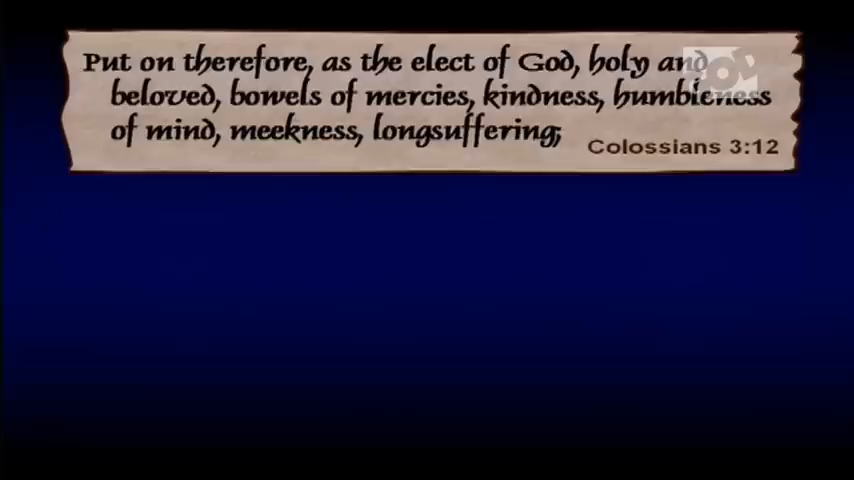 Put on therefore, as the elect of God, holy and
beloved, bowels of mercies, kindness, humbleness
of mind, meekness, longsuffering;
Colossians 3:12